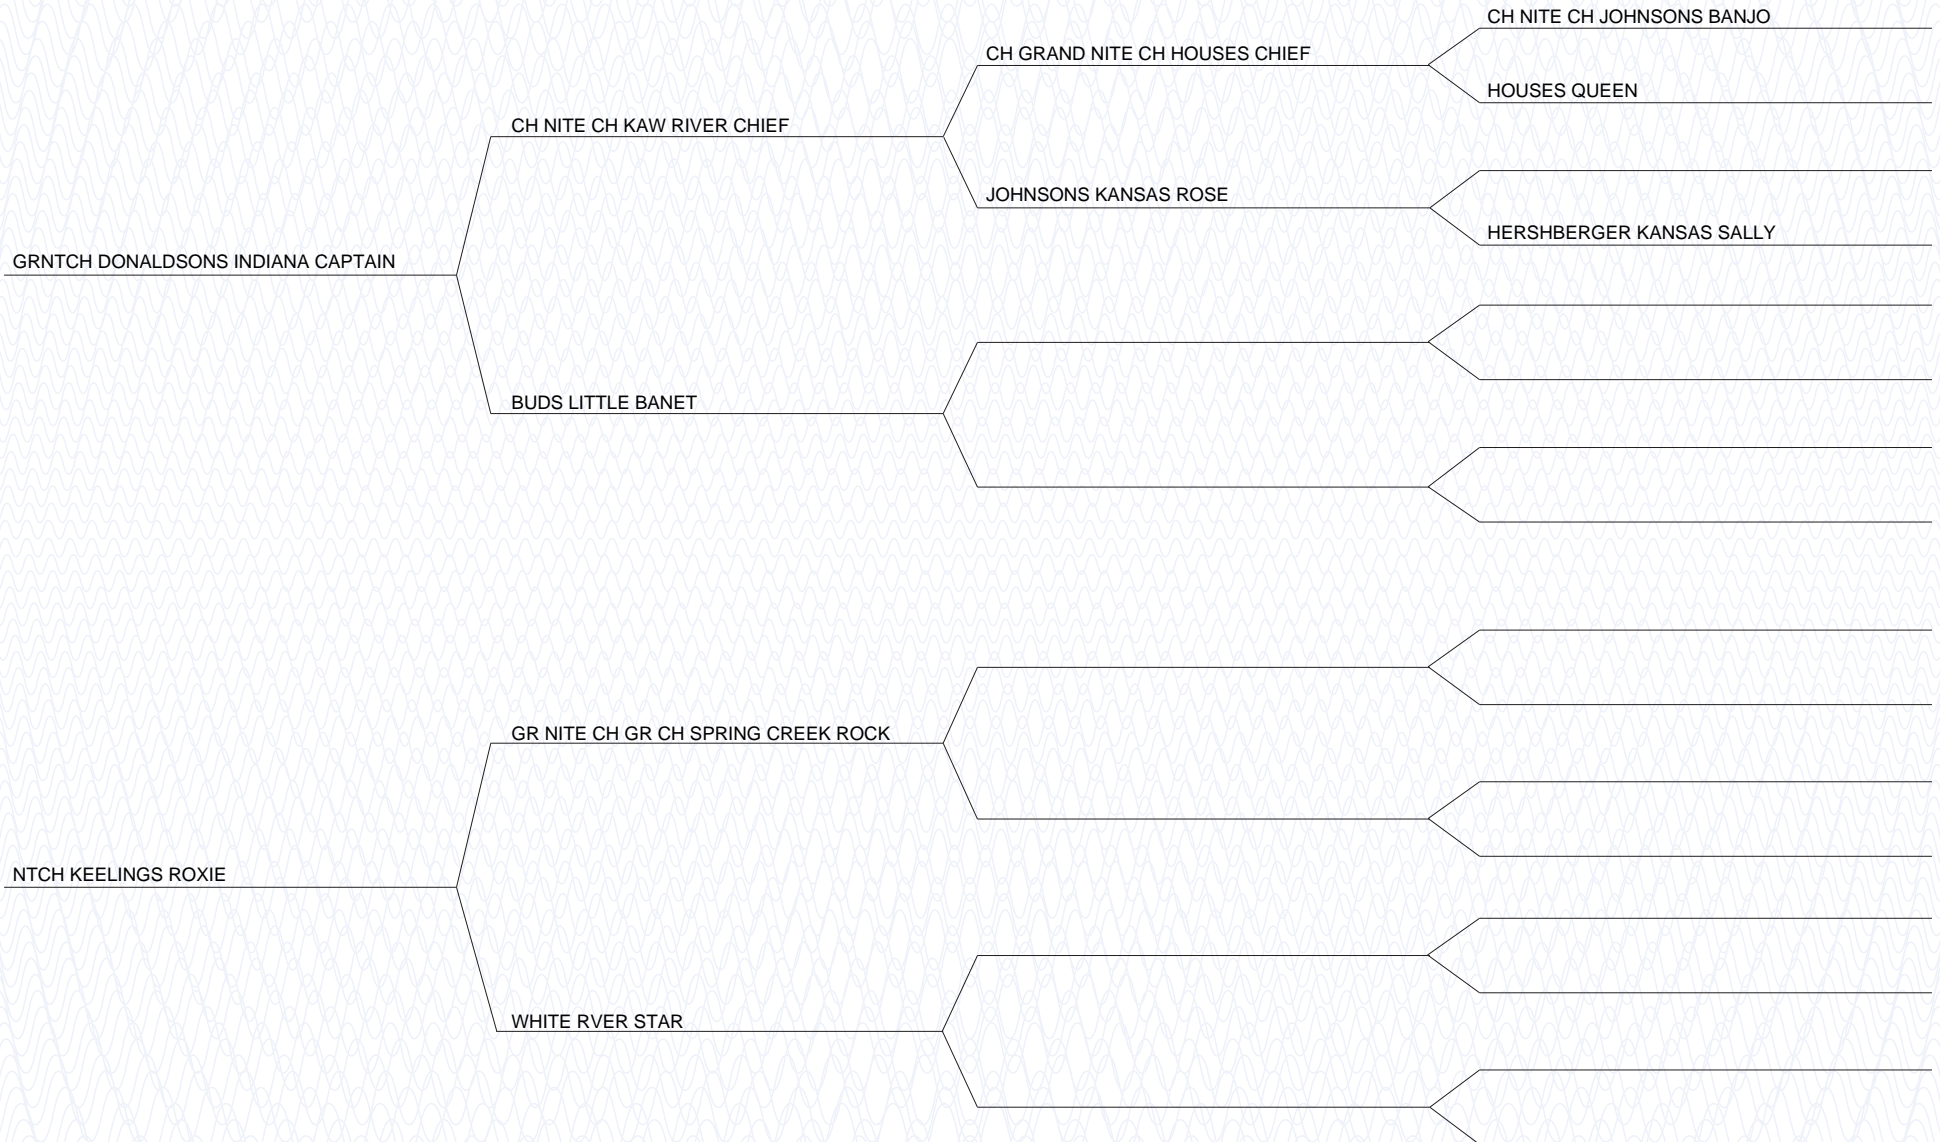 CH NITE CH JOHNSONS BANJO
CH GRAND NITE CH HOUSES CHIEF
HOUSES QUEEN
CH NITE CH KAW RIVER CHIEF
JOHNSONS KANSAS ROSE
HERSHBERGER KANSAS SALLY
GRNTCH DONALDSONS INDIANA CAPTAIN
BUDS LITTLE BANET
GR NITE CH GR CH SPRING CREEK ROCK
NTCH KEELINGS ROXIE
WHITE RVER STAR